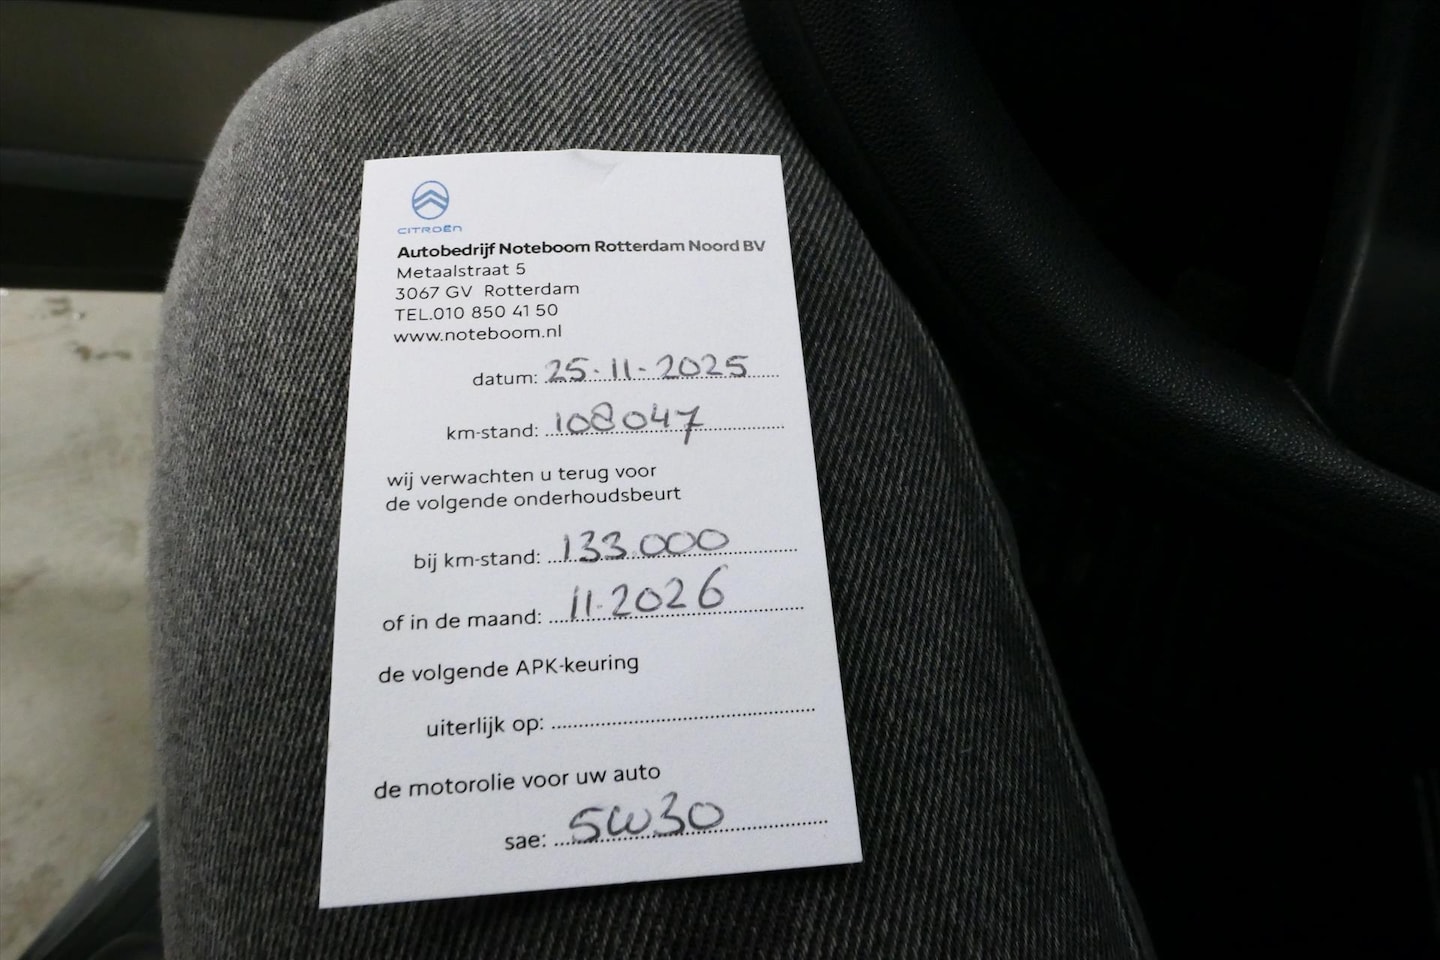 CITROËN
Autobedrijf Noteboom Rotterdam Noord BV
Metaalstraat 5
3067 GV Rotterdam
TEL.010 850 41 50
www.noteboom.nl
datum: 25-11-2025
km-stand: 108047
wij verwachten u terug voor
de volgende onderhoudsbeurt
bij km-stand: 133.000
of in de maand: 11-2026
de volgende APK-keuring
uiterlijk op:
de motorolie voor uw auto
sae: 5W30